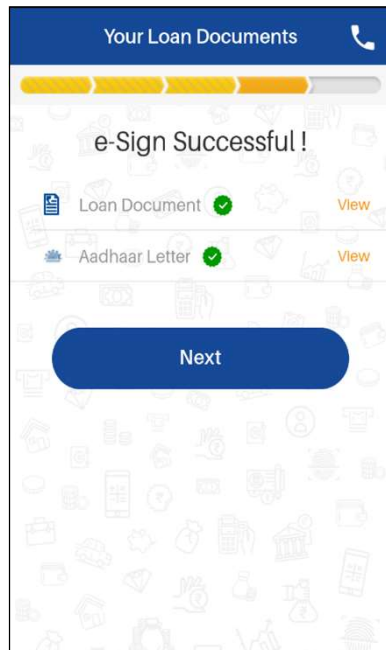 Your Loan Documents
e-Sign Successful !
Loan Document View
Aadhaar Letter View
Next